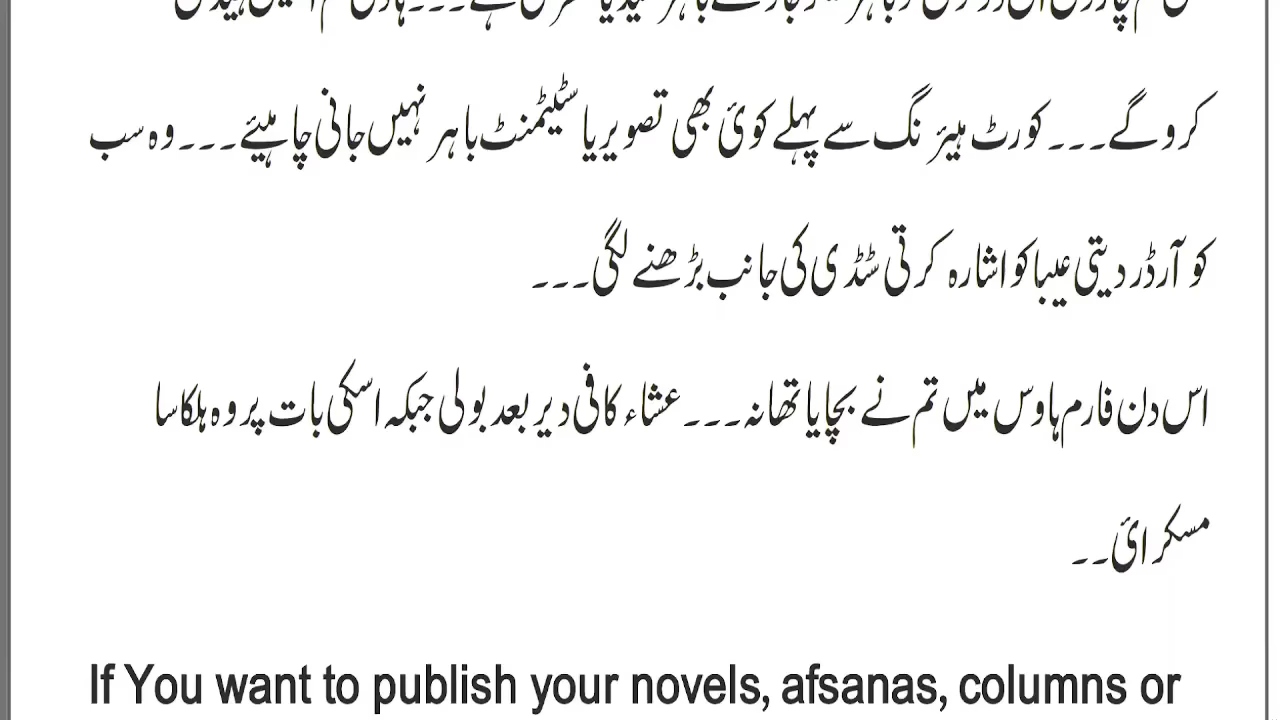 کروگے۔۔۔ کورٹ ہیئرنگ سے پہلے کوئ بھی تصویر یا سٹیٹمنٹ باہر نہیں جانی چاہیئے۔۔۔ وہ سب
کو آرڈر دیتی عیبا کو اشارہ کرتی سٹڈی کی جانب بڑھنے لگی۔۔۔
اس دن فارم ہاوس میں تم نے بچایا تھا نہ۔۔۔ عشاء کافی دیر بعد بولی جبکہ اسکی بات پر وہ ہلکا سا
مسکرائ۔۔
If You want to publish your novels, afsanas, columns or